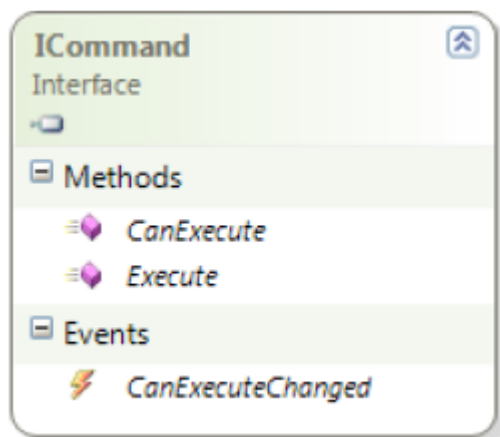 ICommand
Interface
Methods
CanExecute
Execute
Events
CanExecuteChanged